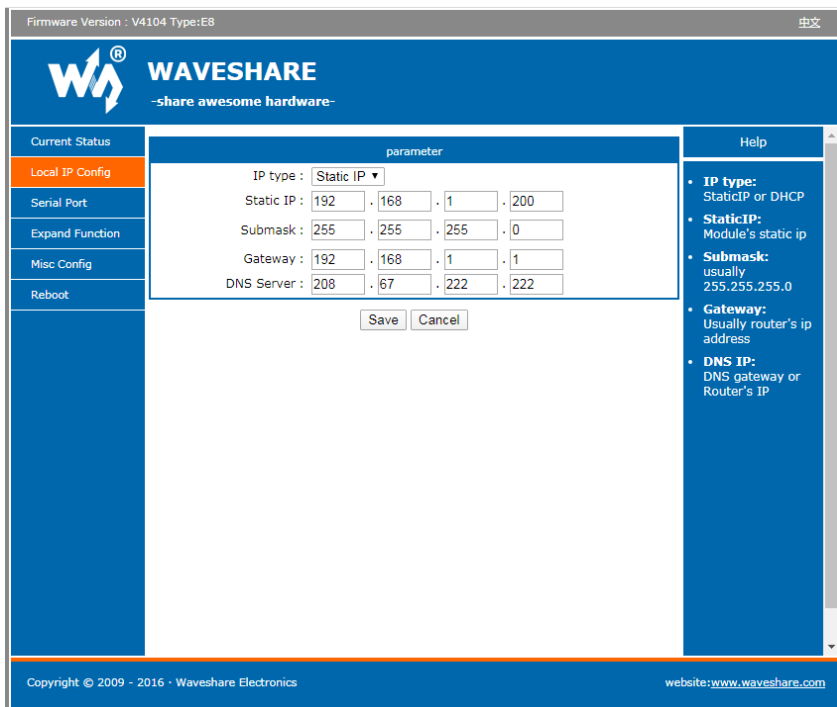 Firmware Version : V4104 Type:E8 中文
WAVESHARE
-share awesome hardware-
Current Status
Local IP Config
Serial Port
Expand Function
Misc Config
Reboot
parameter
IP type : Static IP
Static IP : 192 . 168 . 1 . 200
Submask : 255 . 255 . 255 . 0
Gateway : 192 . 168 . 1 . 1
DNS Server : 208 . 67 . 222 . 222
Save Cancel
Help
• IP type:
StaticIP or DHCP
• StaticIP:
Module's static ip
• Submask:
usually
255.255.255.0
• Gateway:
Usually router's ip
address
• DNS IP:
DNS gateway or
Router's IP
Copyright © 2009 - 2016 · Waveshare Electronics website:www.waveshare.com